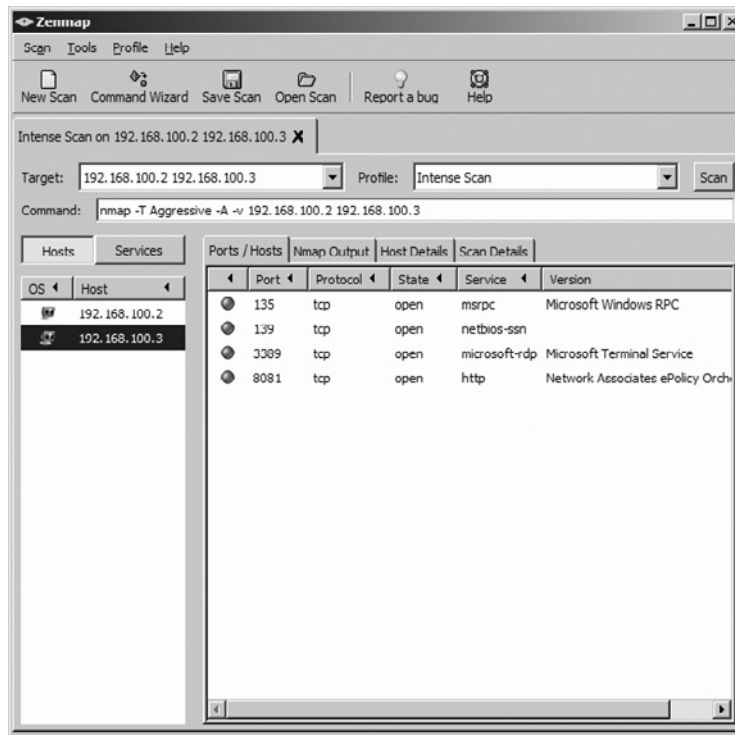 Zenmap
Scan Tools Profile Help
New Scan Command Wizard Save Scan Open Scan Report a bug Help
Intense Scan on 192.168.100.2 192.168.100.3 X
Target: 192.168.100.2 192.168.100.3 Profile: Intense Scan Scan
Command: nmap -T Aggressive -A -v 192.168.100.2 192.168.100.3
Hosts Services Ports / Hosts Nmap Output Host Details Scan Details
OS Host Port Protocol State Service Version
192.168.100.2 135 tcp open msrpc Microsoft Windows RPC
192.168.100.3 139 tcp open netbios-ssn
3389 tcp open microsoft-rdp Microsoft Terminal Service
8081 tcp open http Network Associates ePolicy Orch